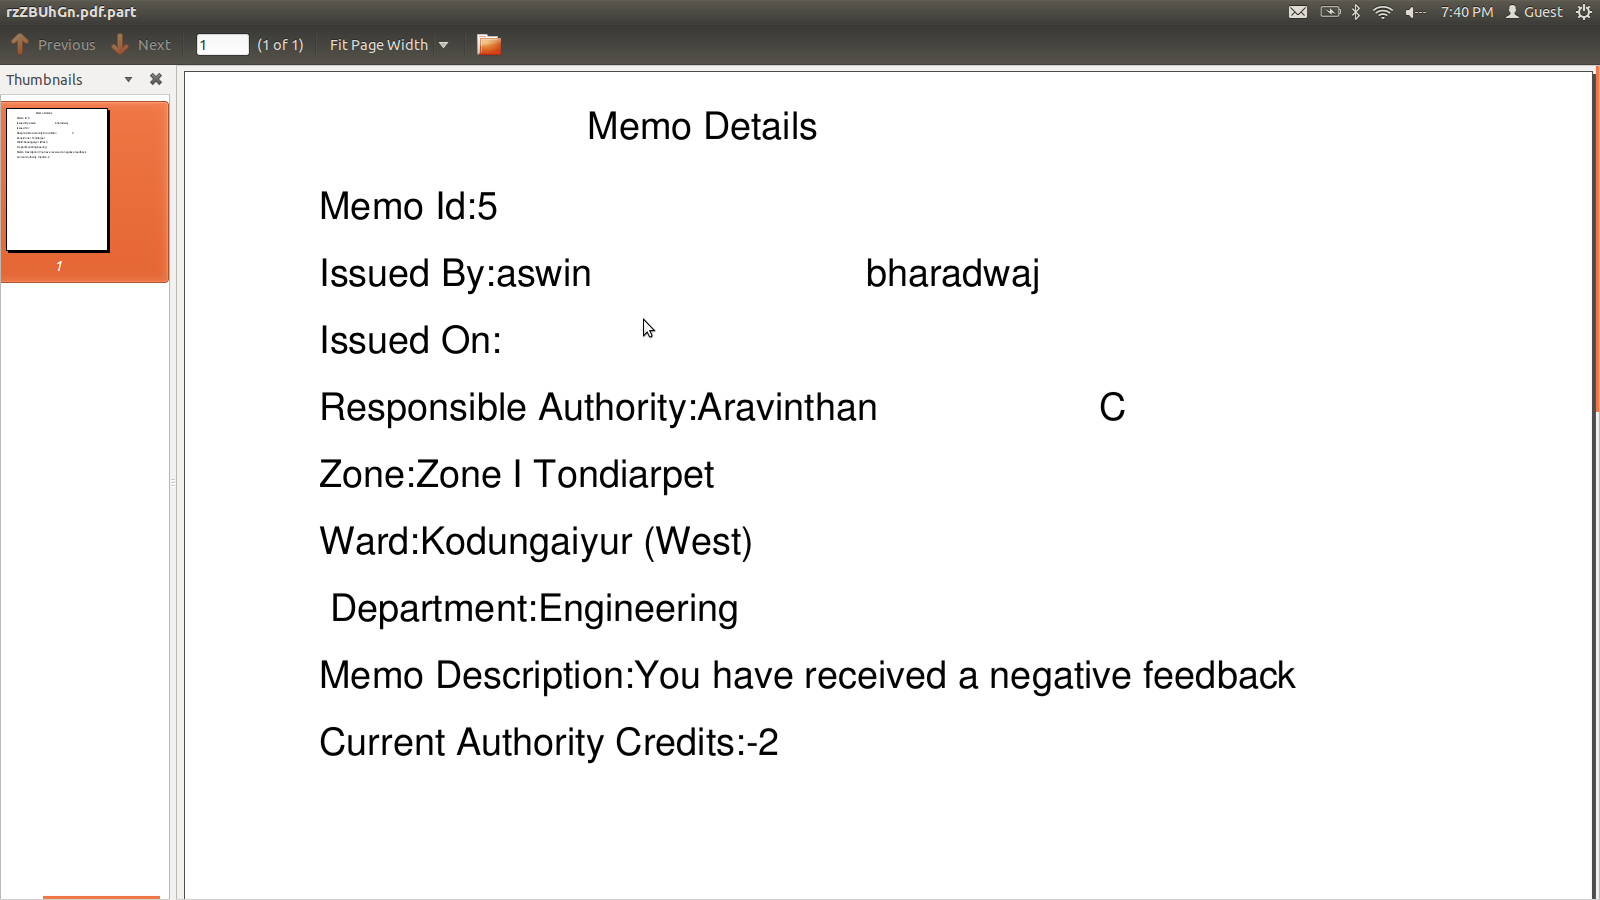 rzZBUhGn.pdf.part
7:40 PM Guest
Previous Next 1 (1 of 1) Fit Page Width
Thumbnails
1
Memo Details
Memo Id:5
Issued By:aswin bharadwaj
Issued On:
Responsible Authority:Aravinthan C
Zone:Zone I Tondiarpet
Ward:Kodungaiyur (West)
Department:Engineering
Memo Description:You have received a negative feedback
Current Authority Credits:-2